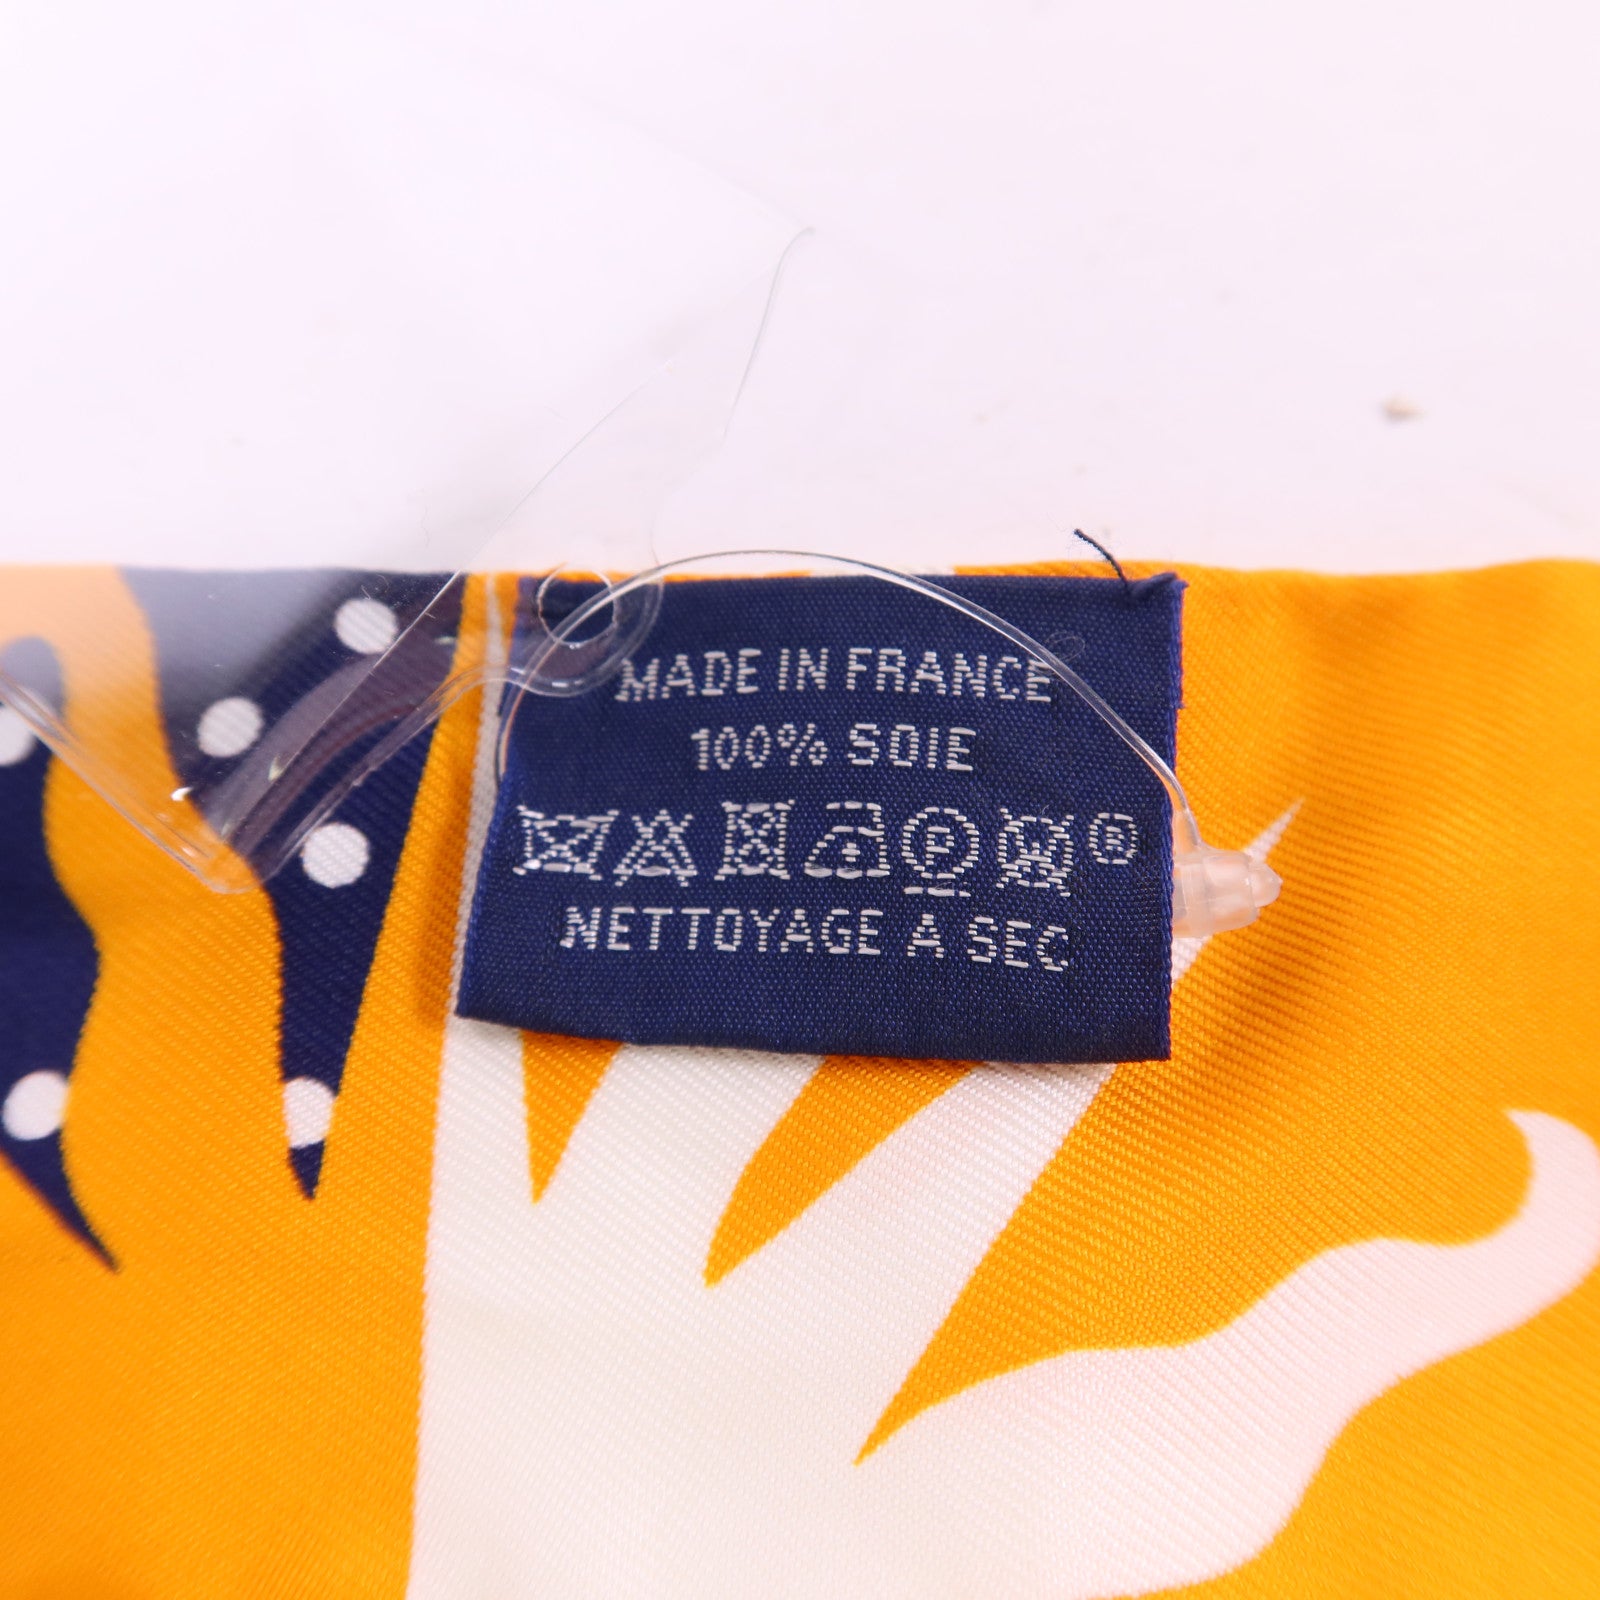 MADE IN FRANCE
100% SOIE
P W ®
NETTOYAGE A SEC